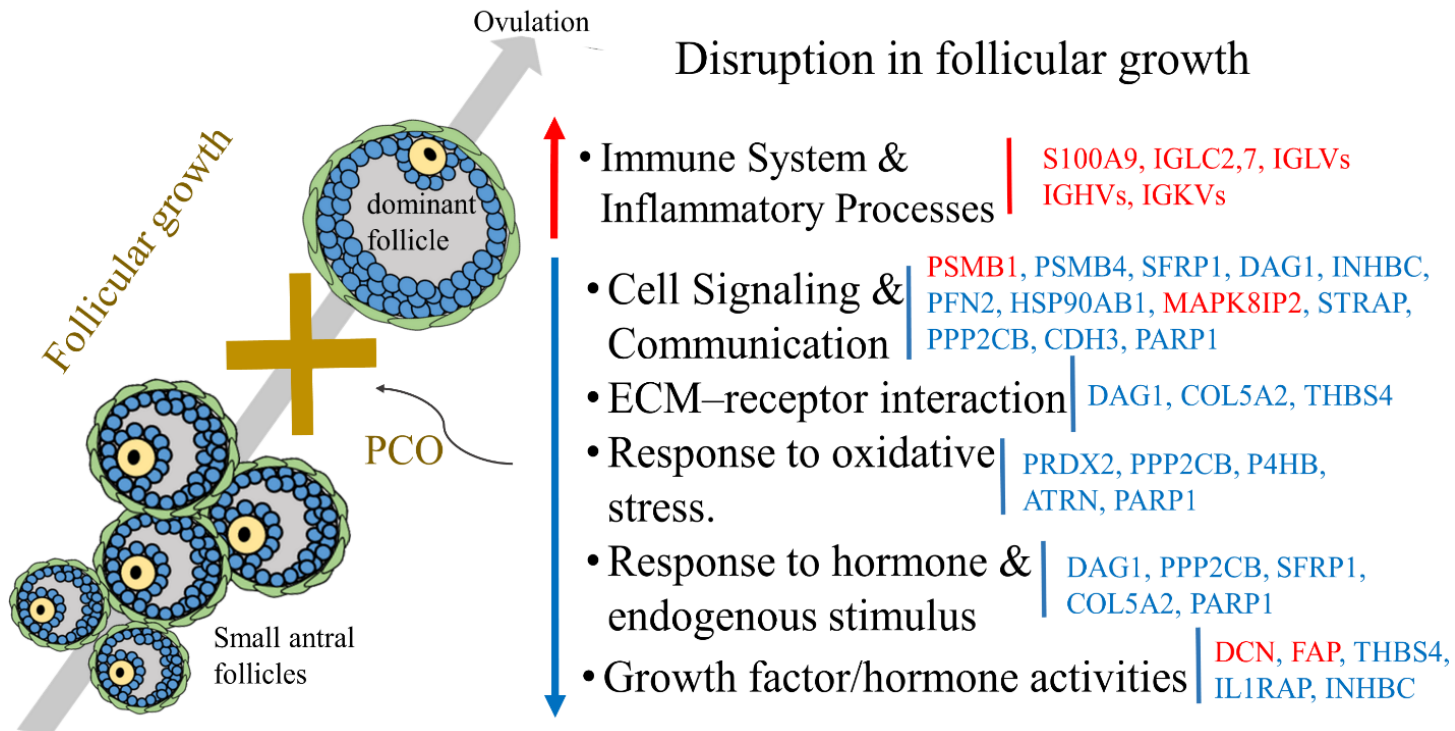 Ovulation
Disruption in follicular growth
Follicular growth
dominant
follicle
PCO
Small antral
follicles
• Immune System &
Inflammatory Processes
S100A9, IGLC2,7, IGLVs
IGHVs, IGKVs
• Cell Signaling &
Communication
PSMB1, PSMB4, SFRP1, DAG1, INHBC,
PFN2, HSP90AB1, MAPK8IP2, STRAP,
PPP2CB, CDH3, PARP1
• ECM–receptor interaction
DAG1, COL5A2, THBS4
• Response to oxidative
stress.
PRDX2, PPP2CB, P4HB,
ATRN, PARP1
• Response to hormone &
endogenous stimulus
DAG1, PPP2CB, SFRP1,
COL5A2, PARP1
• Growth factor/hormone activities
DCN, FAP, THBS4,
IL1RAP, INHBC